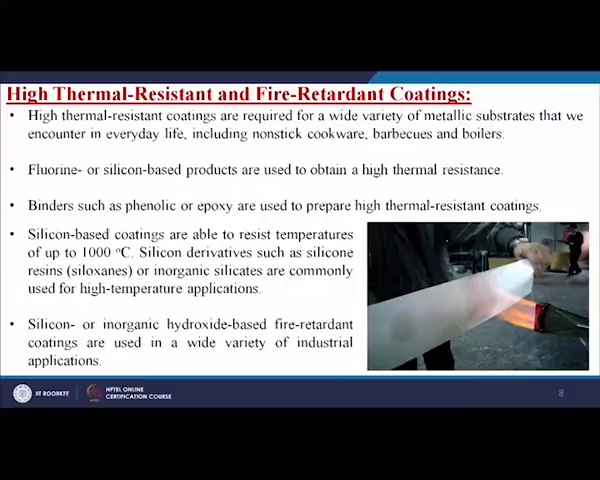 High Thermal-Resistant and Fire-Retardant Coatings:
• High thermal-resistant coatings are required for a wide variety of metallic substrates that we
encounter in everyday life, including nonstick cookware, barbecues and boilers.
• Fluorine- or silicon-based products are used to obtain a high thermal resistance.
• Binders such as phenolic or epoxy are used to prepare high thermal-resistant coatings.
• Silicon-based coatings are able to resist temperatures
of up to 1000 °C. Silicon derivatives such as silicone
resins (siloxanes) or inorganic silicates are commonly
used for high-temperature applications.
• Silicon- or inorganic hydroxide-based fire-retardant
coatings are used in a wide variety of industrial
applications.
IIT ROORKEE
NPTEL ONLINE
CERTIFICATION COURSE